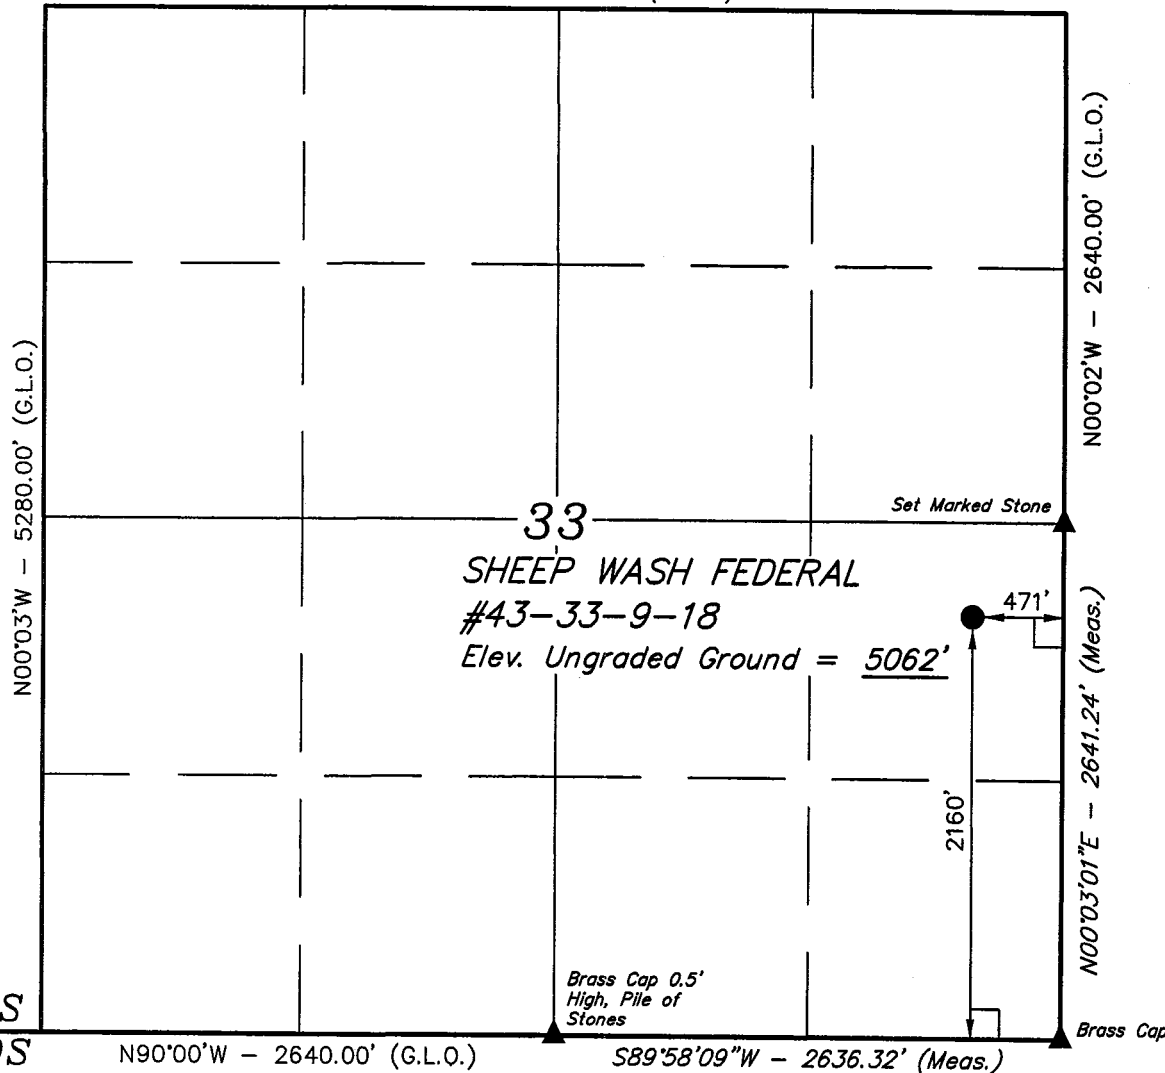 N00°02'W – 2640.00' (G.L.O.)
N00°03'W – 5280.00' (G.L.O.)
33
Set Marked Stone
SHEEP WASH FEDERAL
#43–33–9–18
Elev. Ungraded Ground = 5062'
471'
2160'
N00°03'01"E – 2641.24' (Meas.)
Brass Cap 0.5'
High, Pile of
Stones
Brass Cap
S
S
N90°00'W – 2640.00' (G.L.O.)
S89°58'09"W – 2636.32' (Meas.)